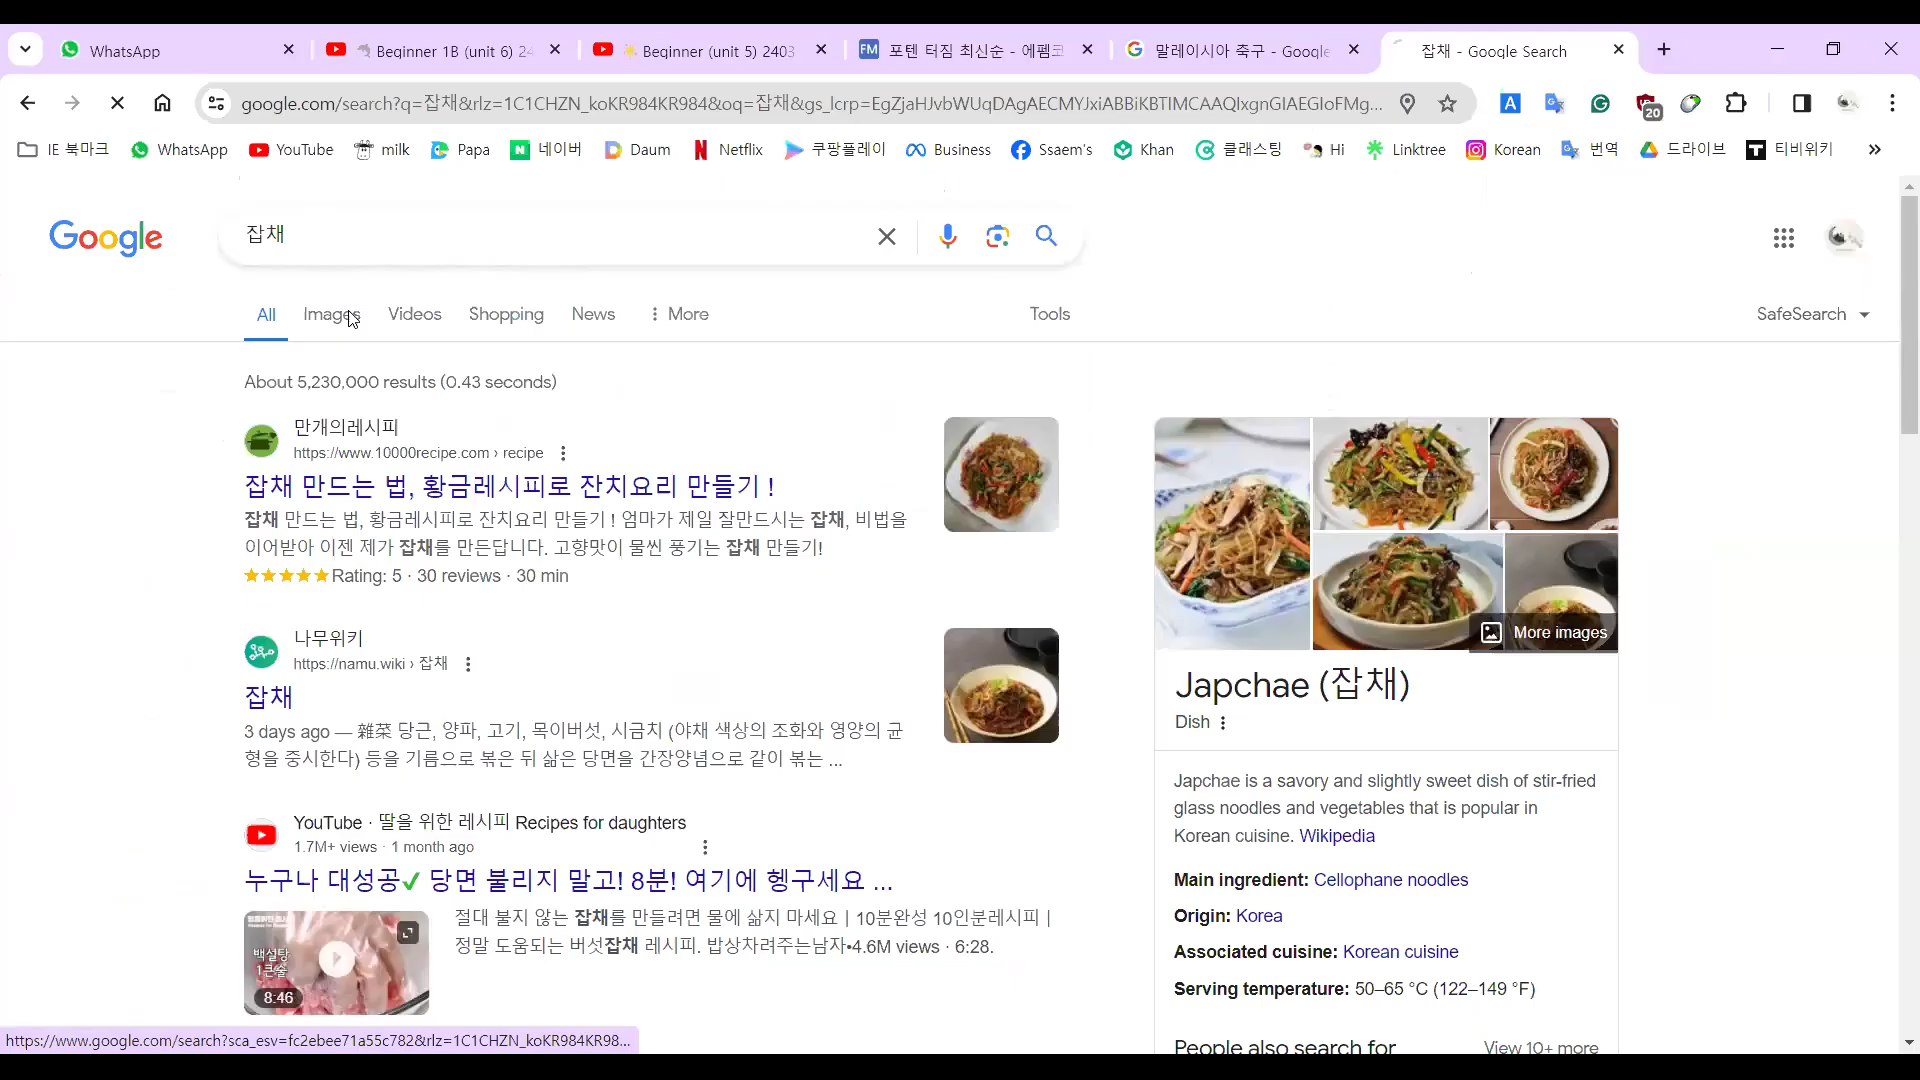 WhatsApp
Beginner 1B (unit 6) 24
Beginner (unit 5) 2403
FM 포텐 터짐 최신순 - 에펨코
말레이시아 축구 - Google
잡채 - Google Search
google.com/search?q=잡채&rlz=1C1CHZN_koKR984KR984&oq=잡채&gs_lcrp=EgZjaHJvbWUqDAgAECMYJxiABBiKBTIMCAAQIxgnGIAEGIoFMg...
20
IE 북마크
WhatsApp
YouTube
milk
Papa
네이버
Daum
Netflix
쿠팡플레이
Business
Ssaem's
Khan
클래스팅
Hi
Linktree
Korean
번역
드라이브
티비위키
Google
잡채
All Images Videos Shopping News More Tools SafeSearch
About 5,230,000 results (0.43 seconds)
만개의레시피
https://www.10000recipe.com › recipe
잡채 만드는 법, 황금레시피로 잔치요리 만들기 !
잡채 만드는 법, 황금레시피로 잔치요리 만들기 ! 엄마가 제일 잘만드시는 잡채, 비법을
이어받아 이젠 제가 잡채를 만든답니다. 고향맛이 물씬 풍기는 잡채 만들기!
Rating: 5 · 30 reviews · 30 min
나무위키
https://namu.wiki › 잡채
잡채
3 days ago — 雜菜 당근, 양파, 고기, 목이버섯, 시금치 (야채 색상의 조화와 영양의 균
형을 중시한다) 등을 기름으로 볶은 뒤 삶은 당면을 간장양념으로 같이 볶는 ...
YouTube · 딸을 위한 레시피 Recipes for daughters
1.7M+ views · 1 month ago
누구나 대성공✓ 당면 불리지 말고! 8분! 여기에 헹구세요 ...
백설탕
1큰술
8:46
절대 불지 않는 잡채를 만들려면 물에 삶지 마세요 | 10분완성 10인분레시피 |
정말 도움되는 버섯잡채 레시피. 밥상차려주는남자•4.6M views · 6:28.
More images
Japchae (잡채)
Dish
Japchae is a savory and slightly sweet dish of stir-fried
glass noodles and vegetables that is popular in
Korean cuisine. Wikipedia
Main ingredient: Cellophane noodles
Origin: Korea
Associated cuisine: Korean cuisine
Serving temperature: 50–65 °C (122–149 °F)
People also search for
View 10+ more
https://www.google.com/search?sca_esv=fc2ebee71a55c782&rlz=1C1CHZN_koKR984KR98...